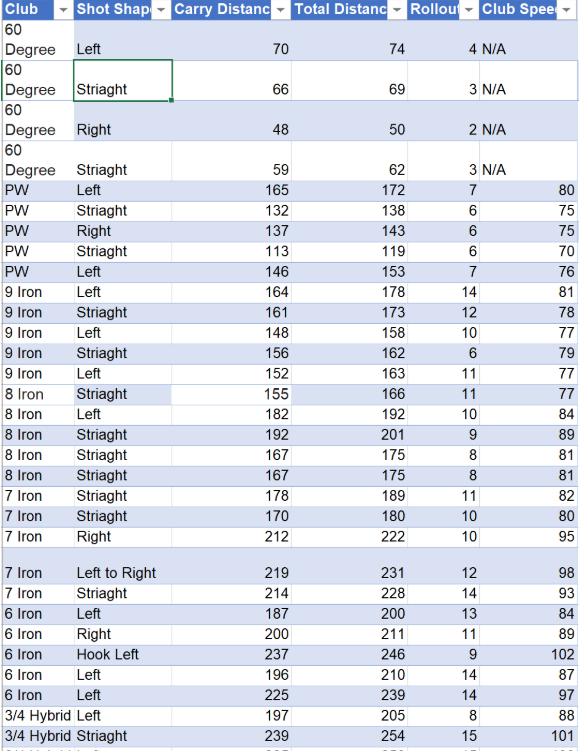 Club Shot Shap Carry Distanc Total Distanc Rollout Club Spee
60
Degree Left 70 74 4 N/A
60
Degree Striaght 66 69 3 N/A
60
Degree Right 48 50 2 N/A
60
Degree Striaght 59 62 3 N/A
PW Left 165 172 7 80
PW Striaght 132 138 6 75
PW Right 137 143 6 75
PW Striaght 113 119 6 70
PW Left 146 153 7 76
9 Iron Left 164 178 14 81
9 Iron Striaght 161 173 12 78
9 Iron Left 148 158 10 77
9 Iron Striaght 156 162 6 79
9 Iron Left 152 163 11 77
8 Iron Striaght 155 166 11 77
8 Iron Left 182 192 10 84
8 Iron Striaght 192 201 9 89
8 Iron Striaght 167 175 8 81
8 Iron Striaght 167 175 8 81
7 Iron Striaght 178 189 11 82
7 Iron Striaght 170 180 10 80
7 Iron Right 212 222 10 95
7 Iron Left to Right 219 231 12 98
7 Iron Striaght 214 228 14 93
6 Iron Left 187 200 13 84
6 Iron Right 200 211 11 89
6 Iron Hook Left 237 246 9 102
6 Iron Left 196 210 14 87
6 Iron Left 225 239 14 97
3/4 Hybrid Left 197 205 8 88
3/4 Hybrid Striaght 239 254 15 101